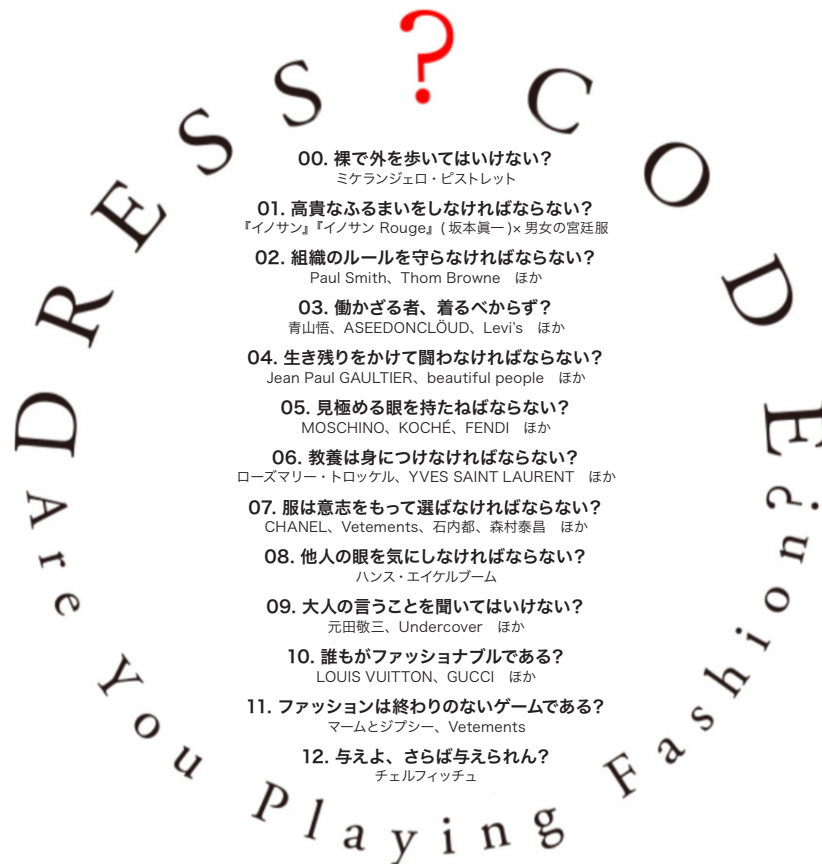 ?
DRESS CODE?
00. 裸で外を歩いてはいけない?
ミケランジェロ・ピストレット
01. 高貴なふるまいをしなければならない?
『イノサン』『イノサン Rouge』(坂本眞一)× 男女の宮廷服
02. 組織のルールを守らなければならない?
Paul Smith、Thom Browne ほか
03. 働かざる者、着るべからず?
青山悟、ASEEDONCLÖUD、Levi's ほか
04. 生き残りをかけて闘わなければならない?
Jean Paul GAULTIER、beautiful people ほか
05. 見極める眼を持たねばならない?
MOSCHINO、KOCHÉ、FENDI ほか
06. 教養は身につけなければならない?
ローズマリー・トロッケル、YVES SAINT LAURENT ほか
07. 服は意志をもって選ばなければならない?
CHANEL、Vetements、石内都、森村泰昌 ほか
08. 他人の眼を気にしなければならない?
ハンス・エイケルブーム
09. 大人の言うことを聞いてはいけない?
元田敬三、Undercover ほか
10. 誰もがファッショナブルである?
LOUIS VUITTON、GUCCI ほか
11. ファッションは終わりのないゲームである?
マームとジプシー、Vetements
12. 与えよ、さらば与えられん?
チェルフィッチュ
Are You Playing Fashion?